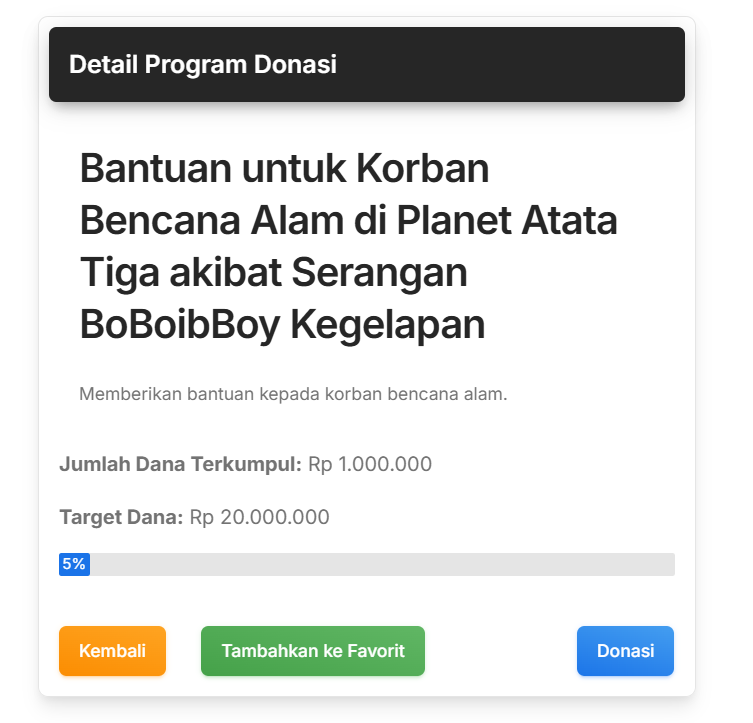 Detail Program Donasi
Bantuan untuk Korban
Bencana Alam di Planet Atata
Tiga akibat Serangan
BoBoibBoy Kegelapan
Memberikan bantuan kepada korban bencana alam.
Jumlah Dana Terkumpul: Rp 1.000.000
Target Dana: Rp 20.000.000
5%
Kembali
Tambahkan ke Favorit
Donasi